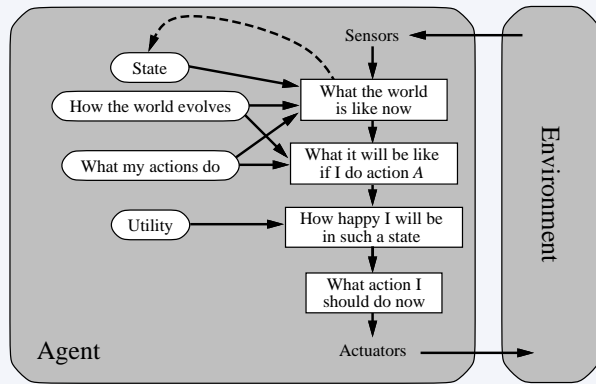 Sensors
State
What the world
is like now
How the world evolves
What my actions do
What it will be like
if I do action A
Utility
How happy I will be
in such a state
What action I
should do now
Agent
Actuators
Environment